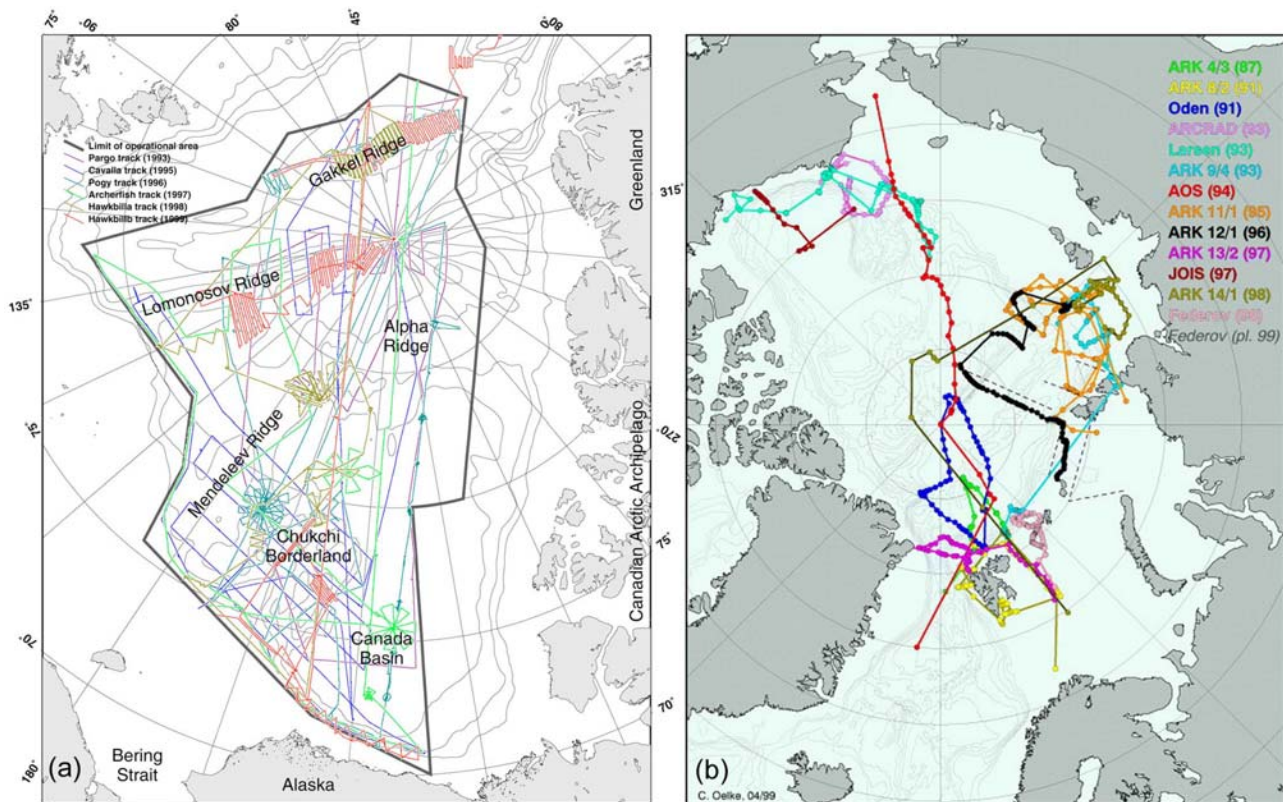 75°
90°
80°
45°
80°
Limit of operational area
Pargo track (1993)
Cavalla track (1995)
Pogy track (1996)
Archerfish track (1997)
Hawkbilla track (1998)
Hawkbillb track (1999)
Gakkel Ridge
Lomonosov Ridge
Alpha
Ridge
Mendeleev Ridge
Chukchi
Borderland
Canada
Basin
Bering
Strait
Alaska
Greenland
Canadian Arctic Archipelago
135°
75°
70°
180°
315°
270°
75°
70°
(a)
ARK 4/3 (87)
ARK 8/2 (91)
Oden (91)
ARCRAD (93)
Larsen (93)
ARK 9/4 (93)
AOS (94)
ARK 11/1 (95)
ARK 12/1 (96)
ARK 13/2 (97)
JOIS (97)
ARK 14/1 (98)
Federov (98)
Federov (pl. 99)
(b)
C. Oelke, 04/99